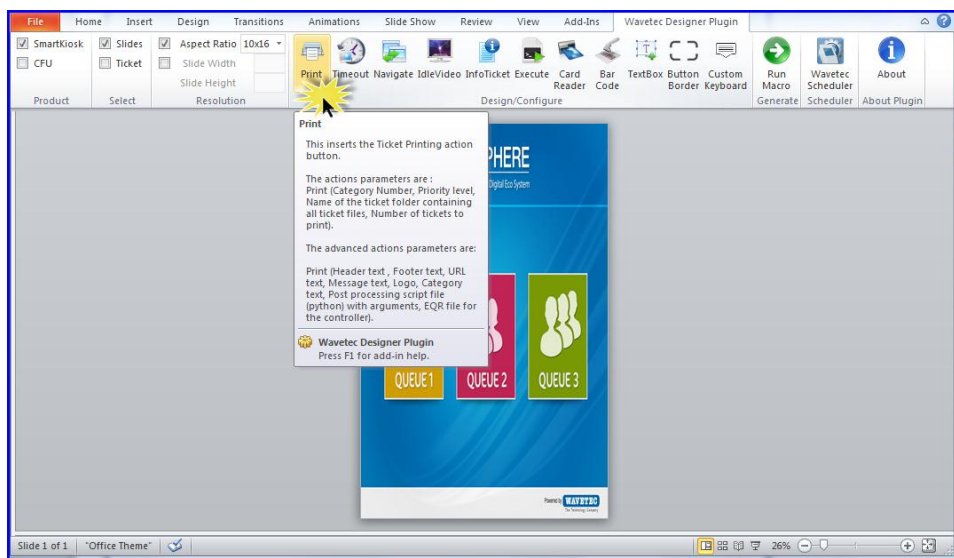 File Home Insert Design Transitions Animations Slide Show Review View Add-Ins Wavetec Designer Plugin
SmartKiosk Slides Aspect Ratio 10x16
CFU Ticket Slide Width
Slide Height
Print Timeout Navigate IdleVideo InfoTicket Execute Card Reader Bar Code TextBox Button Border Custom Keyboard Run Macro Wavetec Scheduler About
Product Select Resolution Design/Configure Generate Scheduler About Plugin
Print
This inserts the Ticket Printing action
button.
The actions parameters are :
Print (Category Number, Priority level,
Name of the ticket folder containing
all ticket files, Number of tickets to
print).
The advanced actions parameters are:
Print (Header text , Footer text, URL
text, Message text, Logo, Category
text, Post processing script file
(python) with arguments, EQR file for
the controller).
Wavetec Designer Plugin
Press F1 for add-in help.
PHERE
Digital Eco System
QUEUE 1 QUEUE 2 QUEUE 3
Powered by WAVETEC
The Technology Company
Slide 1 of 1 "Office Theme" 26%